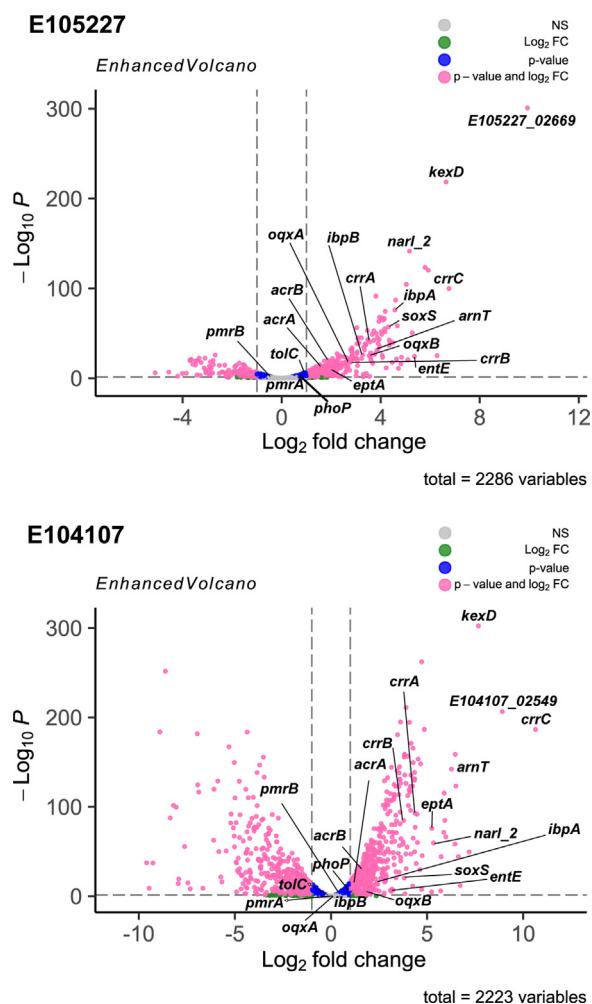 E105227
NS
Log2 FC
p-value
p – value and log2 FC
EnhancedVolcano
300
200
100
0
– Log10 P
E105227_02669
kexD
narI_2
oqxA
ibpB
crrA
crrC
ibpA
acrB
soxS
arnT
acrA
pmrB
oqxB
tolC
crrB
entE
pmrA
eptA
phoP
-4
0
4
8
12
Log2 fold change
total = 2286 variables
E104107
NS
Log2 FC
p-value
p – value and log2 FC
EnhancedVolcano
300
200
100
0
– Log10 P
kexD
crrA
E104107_02549
crrC
crrB
acrA
arnT
pmrB
eptA
acrB
narI_2
ibpA
phoP
soxS
tolC
entE
pmrA
ibpB
oqxB
oqxA
-10
-5
0
5
10
Log2 fold change
total = 2223 variables